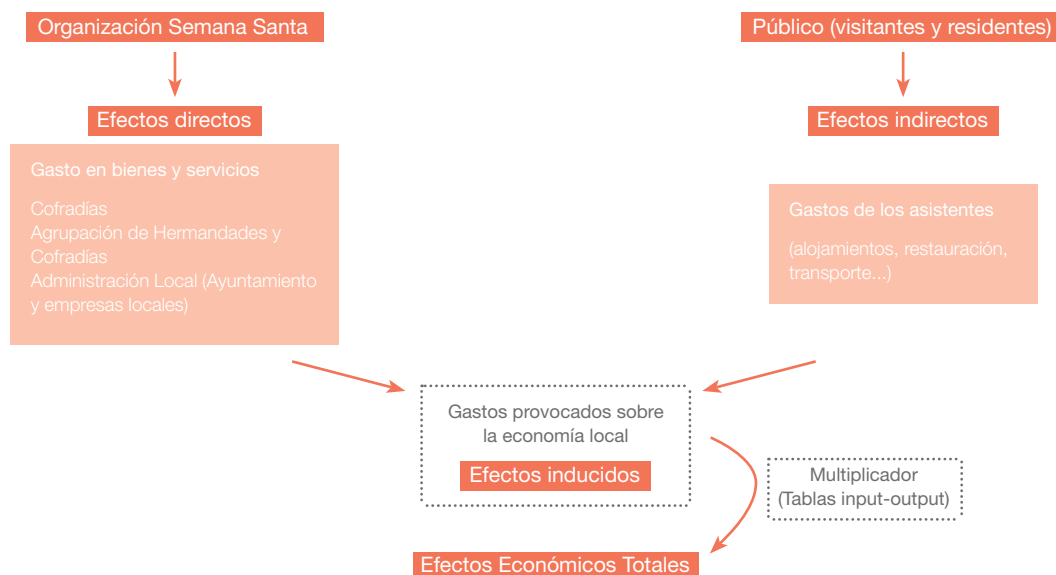 Organización Semana Santa
Público (visitantes y residentes)
Efectos directos
Efectos indirectos
Gasto en bienes y servicios
Cofradías
Agrupación de Hermandades y
Cofradías
Administración Local (Ayuntamiento
y empresas locales)
Gastos de los asistentes
(alojamientos, restauración,
transporte...)
Gastos provocados sobre
la economía local
Efectos inducidos
Multiplicador
(Tablas input-output)
Efectos Económicos Totales